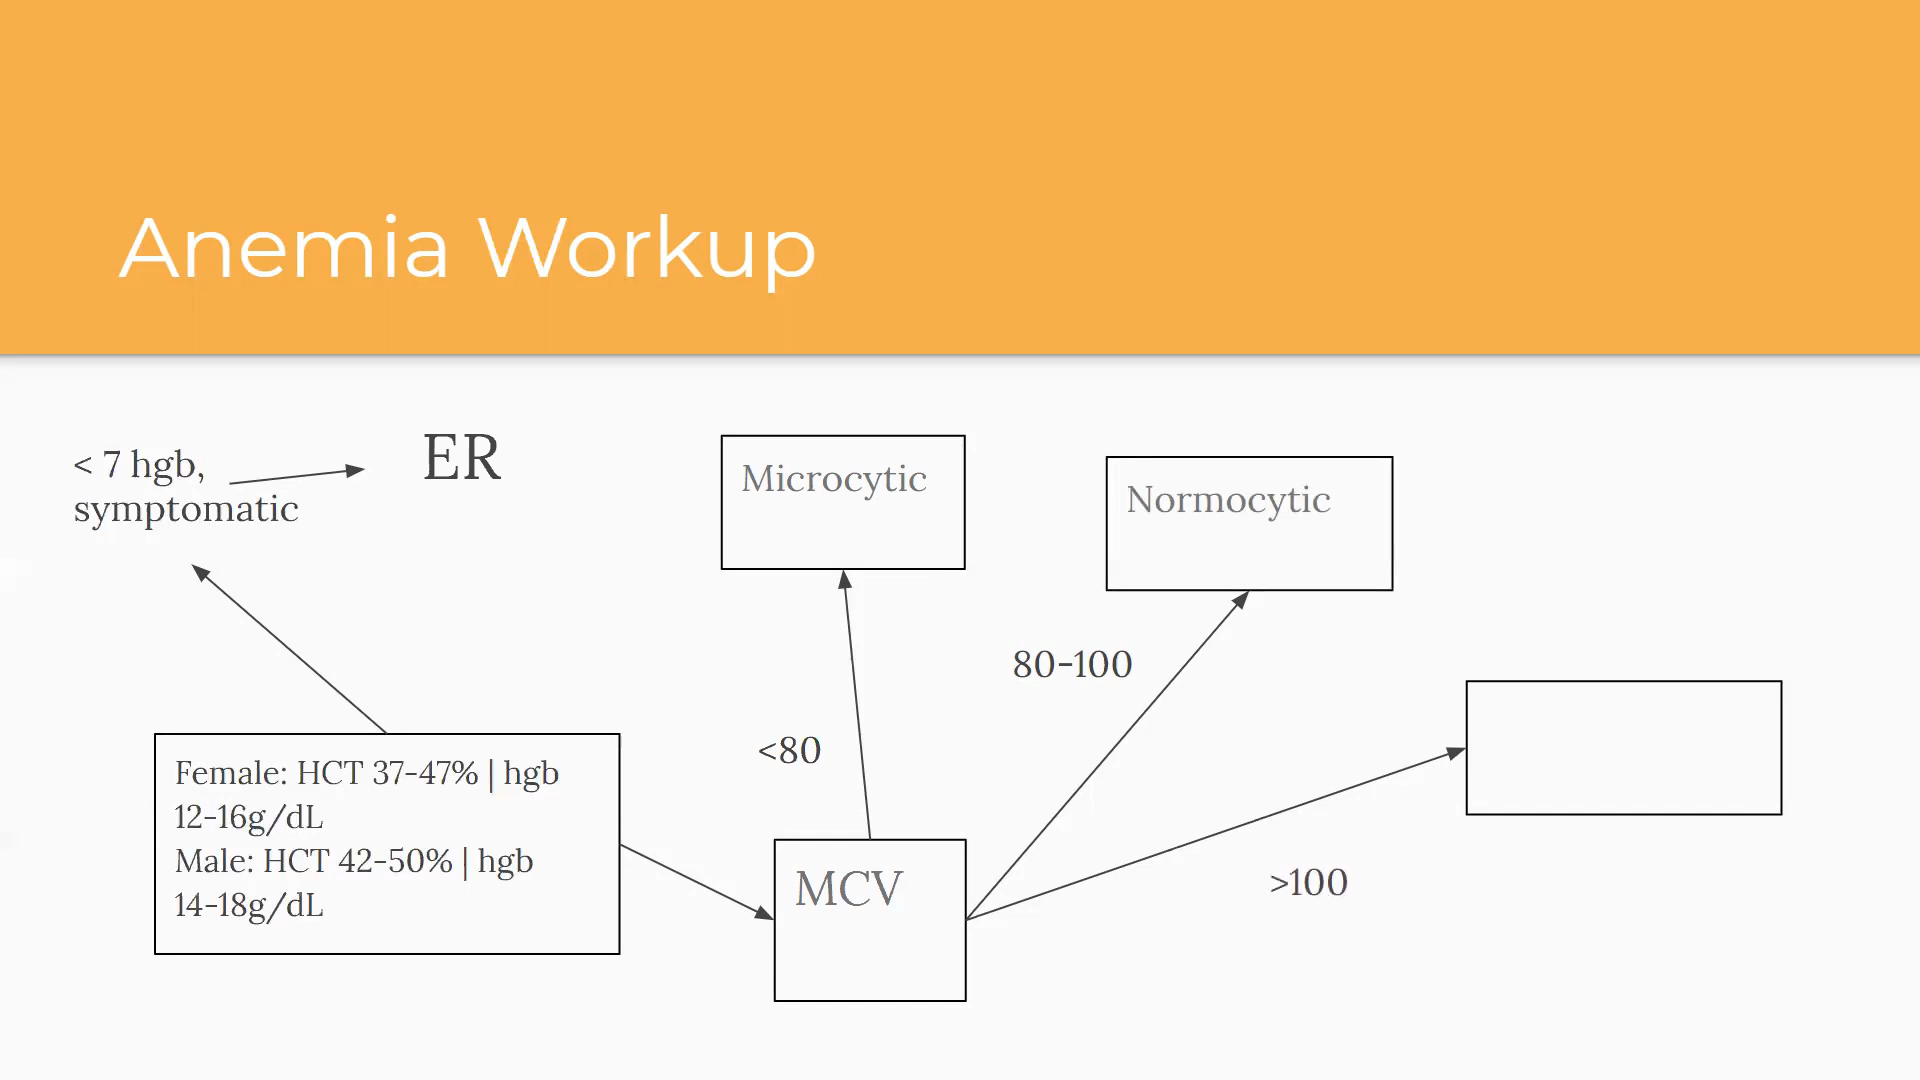 Anemia Workup
< 7 hgb,
symptomatic
ER
Microcytic
Normocytic
80-100
<80
Female: HCT 37-47% | hgb
12-16g/dL
Male: HCT 42-50% | hgb
14-18g/dL
MCV
>100